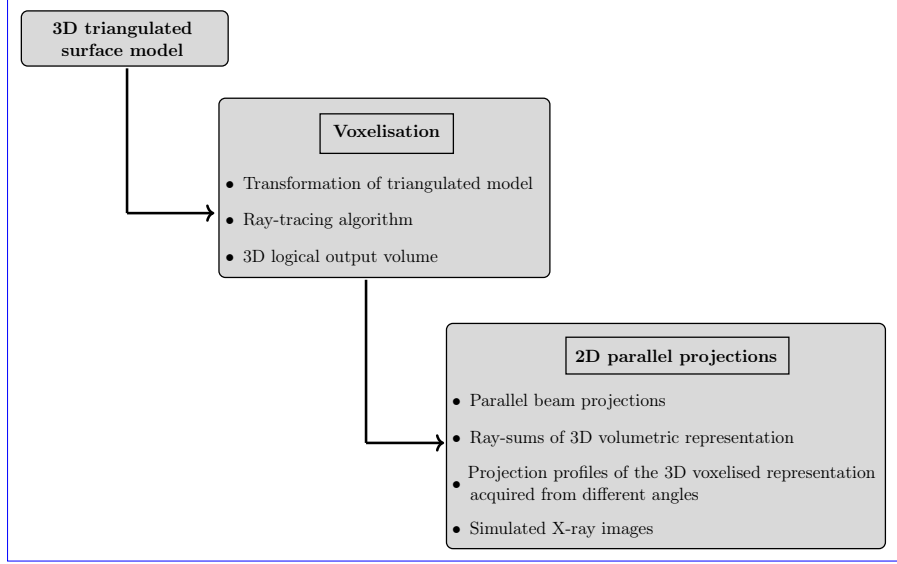 3D triangulated
surface model
Voxelisation
• Transformation of triangulated model
• Ray-tracing algorithm
• 3D logical output volume
2D parallel projections
• Parallel beam projections
• Ray-sums of 3D volumetric representation
• Projection profiles of the 3D voxelised representation
acquired from different angles
• Simulated X-ray images